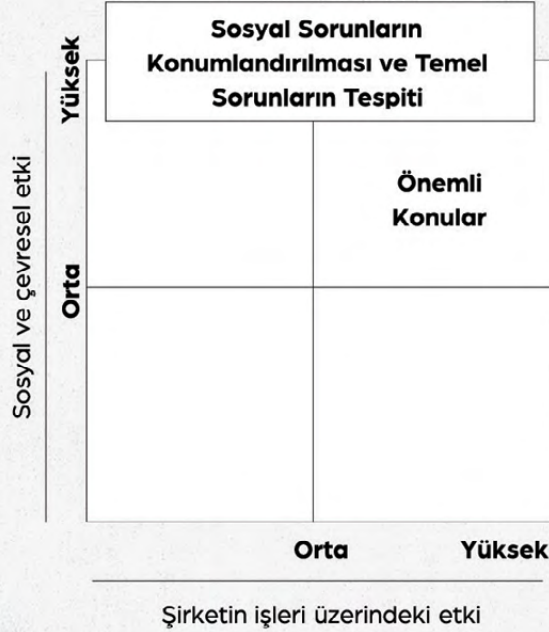 Sosyal Sorunların
Konumlandırılması ve Temel
Sorunların Tespiti
Yüksek
Önemli
Konular
Sosyal ve çevresel etki
Orta
Orta
Yüksek
Şirketin işleri üzerindeki etki